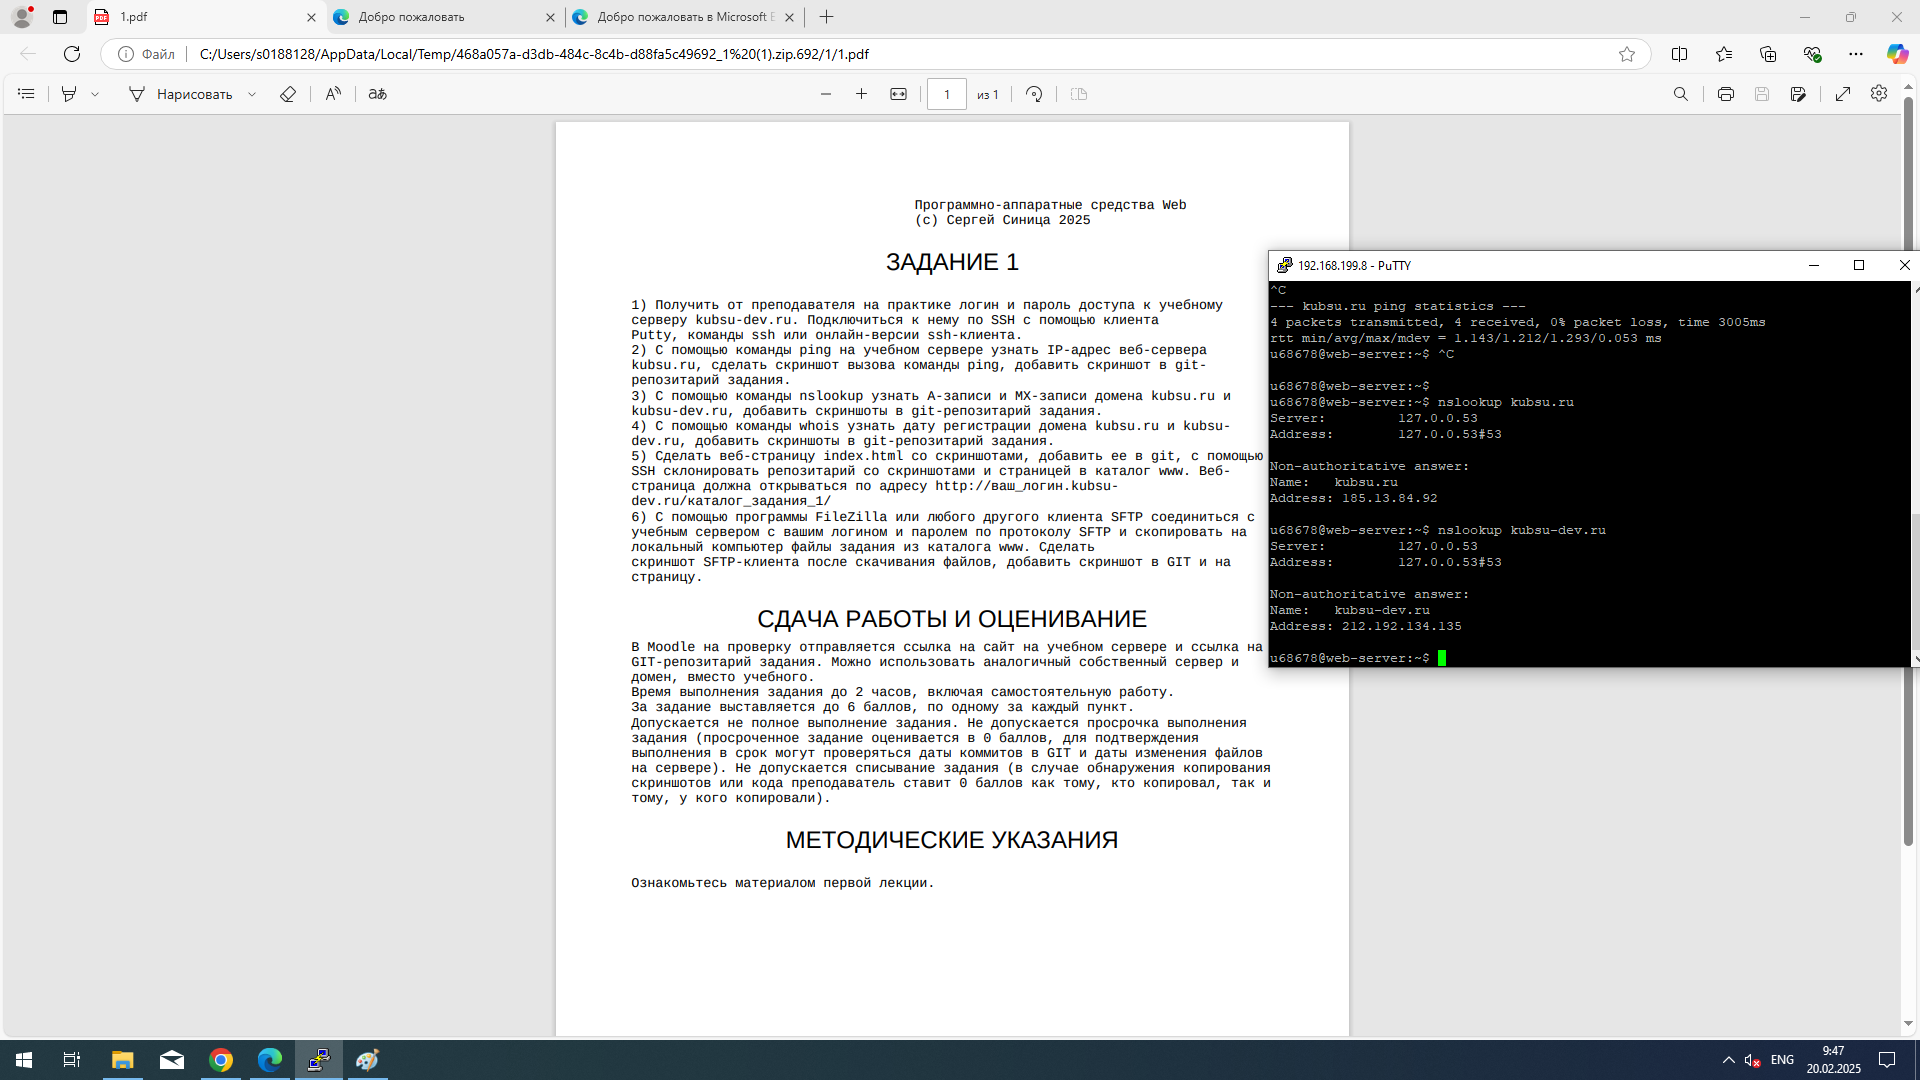 1.pdf
Добро пожаловать
Добро пожаловать в Microsoft E
Файл
C:/Users/s0188128/AppData/Local/Temp/468a057a-d3db-484c-8c4b-d88fa5c49692_1%20(1).zip.692/1/1.pdf
Нарисовать
1
из 1
Программно-аппаратные средства Web
(c) Сергей Синица 2025
ЗАДАНИЕ 1
1) Получить от преподавателя на практике логин и пароль доступа к учебному
серверу kubsu-dev.ru. Подключиться к нему по SSH с помощью клиента
Putty, команды ssh или онлайн-версии ssh-клиента.
2) С помощью команды ping на учебном сервере узнать IP-адрес веб-сервера
kubsu.ru, сделать скриншот вызова команды ping, добавить скриншот в git-
репозитарий задания.
3) С помощью команды nslookup узнать A-записи и MX-записи домена kubsu.ru и
kubsu-dev.ru, добавить скриншоты в git-репозитарий задания.
4) С помощью команды whois узнать дату регистрации домена kubsu.ru и kubsu-
dev.ru, добавить скриншоты в git-репозитарий задания.
5) Сделать веб-страницу index.html со скриншотами, добавить ее в git, с помощью
SSH склонировать репозитарий со скриншотами и страницей в каталог www. Веб-
страница должна открываться по адресу http://ваш_логин.kubsu-
dev.ru/каталог_задания_1/
6) С помощью программы FileZilla или любого другого клиента SFTP соединиться с
учебным сервером с вашим логином и паролем по протоколу SFTP и скопировать на
локальный компьютер файлы задания из каталога www. Сделать
скриншот SFTP-клиента после скачивания файлов, добавить скриншот в GIT и на
страницу.
СДАЧА РАБОТЫ И ОЦЕНИВАНИЕ
В Moodle на проверку отправляется ссылка на сайт на учебном сервере и ссылка на
GIT-репозитарий задания. Можно использовать аналогичный собственный сервер и
домен, вместо учебного.
Время выполнения задания до 2 часов, включая самостоятельную работу.
За задание выставляется до 6 баллов, по одному за каждый пункт.
Допускается не полное выполнение задания. Не допускается просрочка выполнения
задания (просроченное задание оценивается в 0 баллов, для подтверждения
выполнения в срок могут проверяться даты коммитов в GIT и даты изменения файлов
на сервере). Не допускается списывание задания (в случае обнаружения копирования
скриншотов или кода преподаватель ставит 0 баллов как тому, кто копировал, так и
тому, у кого копировали).
МЕТОДИЧЕСКИЕ УКАЗАНИЯ
Ознакомьтесь материалом первой лекции.
192.168.199.8 - PuTTY
^C
--- kubsu.ru ping statistics ---
4 packets transmitted, 4 received, 0% packet loss, time 3005ms
rtt min/avg/max/mdev = 1.143/1.212/1.293/0.053 ms
u68678@web-server:~$ ^C
u68678@web-server:~$
u68678@web-server:~$ nslookup kubsu.ru
Server: 127.0.0.53
Address: 127.0.0.53#53
Non-authoritative answer:
Name: kubsu.ru
Address: 185.13.84.92
u68678@web-server:~$ nslookup kubsu-dev.ru
Server: 127.0.0.53
Address: 127.0.0.53#53
Non-authoritative answer:
Name: kubsu-dev.ru
Address: 212.192.134.135
u68678@web-server:~$
ENG
9:47
20.02.2025